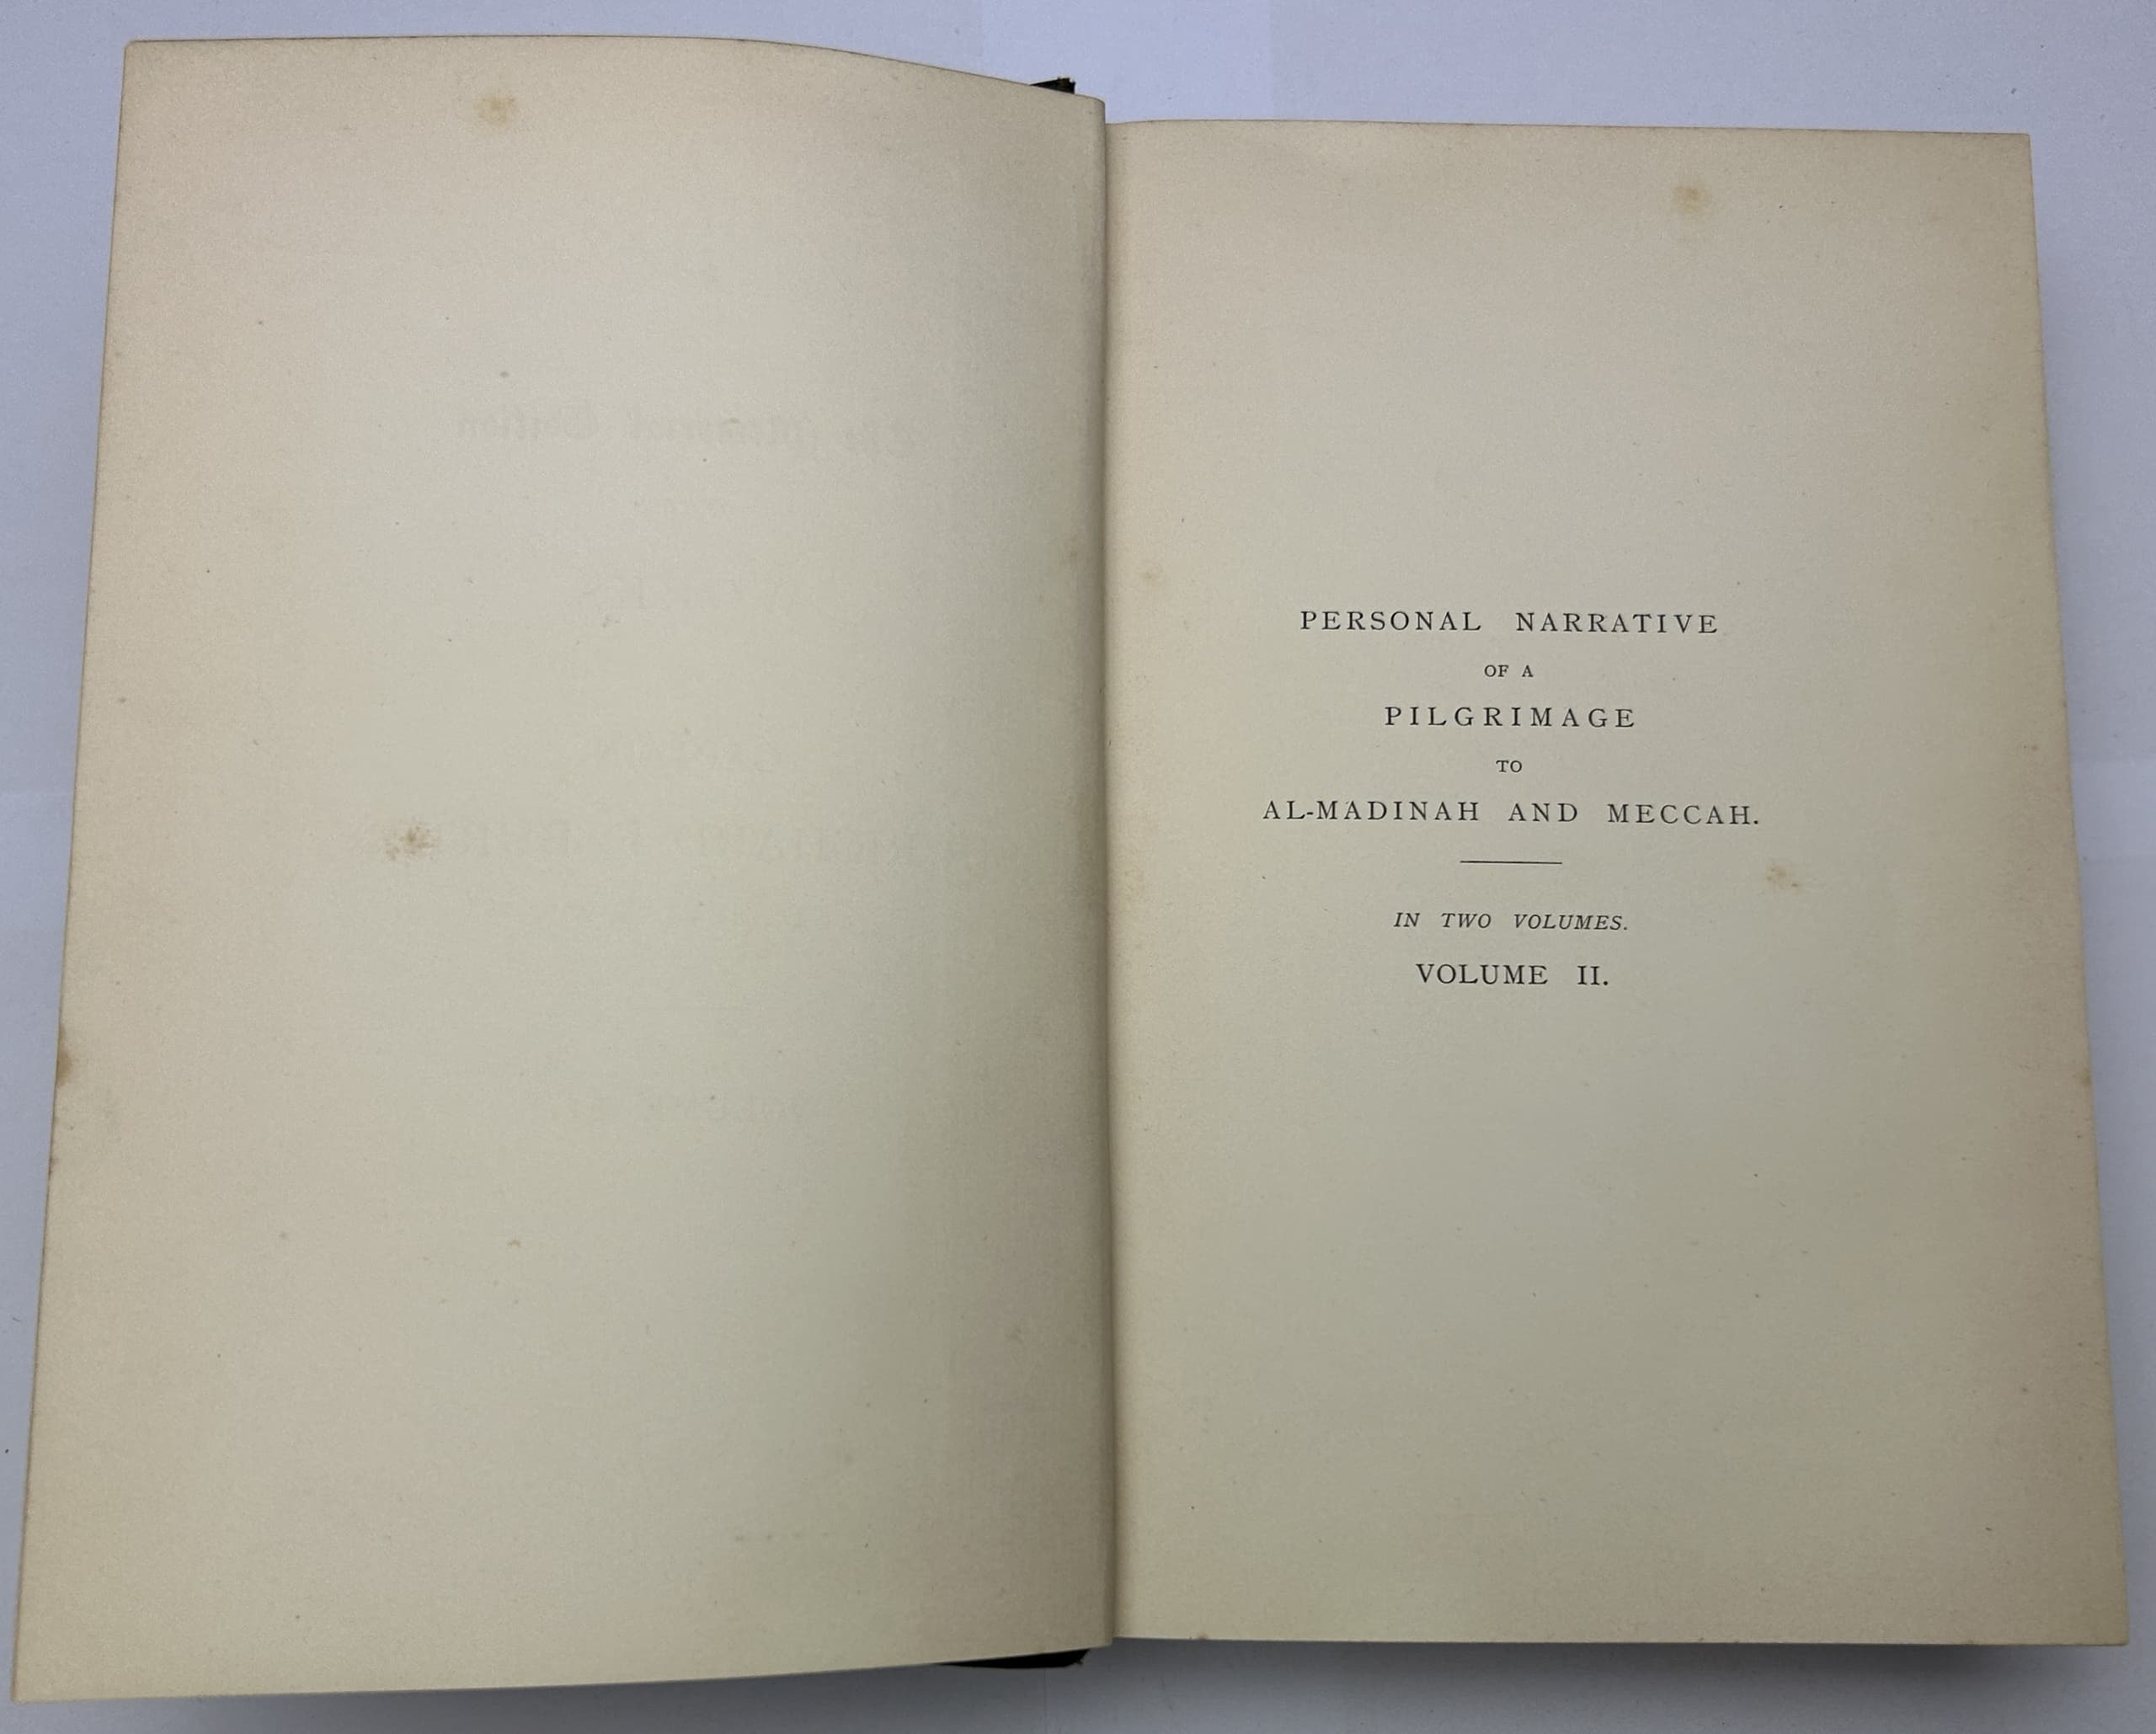 PERSONAL NARRATIVE
OF A
PILGRIMAGE
TO
AL-MADINAH AND MECCAH.
IN TWO VOLUMES.
VOLUME II.